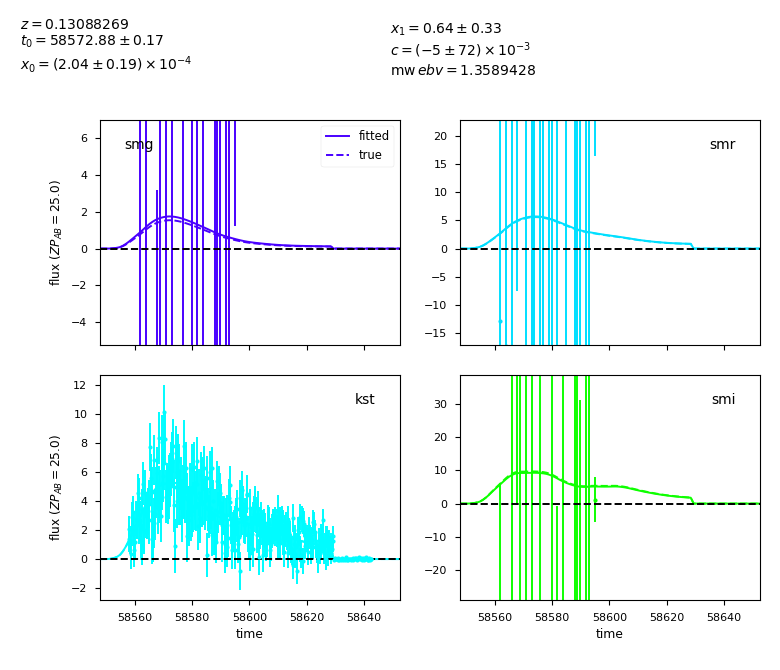 z = 0.13088269
t₀ = 58572.88 ± 0.17
x₀ = (2.04 ± 0.19) × 10⁻⁴
x₁ = 0.64 ± 0.33
c = (−5 ± 72) × 10⁻³
mw ebv = 1.3589428
smg
fitted
true
6
4
2
0
−2
−4
flux (ZP_AB = 25.0)
smr
20
15
10
5
0
−5
−10
−15
kst
12
10
8
6
4
2
0
−2
flux (ZP_AB = 25.0)
58560 58580 58600 58620 58640
time
smi
30
20
10
0
−10
−20
58560 58580 58600 58620 58640
time